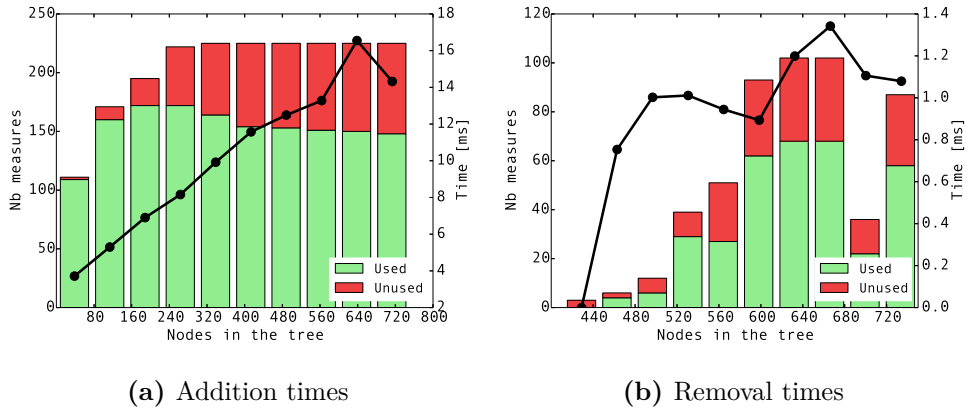 250
200
150
100
50
0
Nb measures
18
16
14
12
10
8
6
4
2
Time [ms]
80 160 240 320 400 480 560 640 720 800
Nodes in the tree
Used
Unused
(a) Addition times
120
100
80
60
40
20
0
Nb measures
1.4
1.2
1.0
0.8
0.6
0.4
0.2
0.0
Time [ms]
440 480 520 560 600 640 680 720
Nodes in the tree
Used
Unused
(b) Removal times